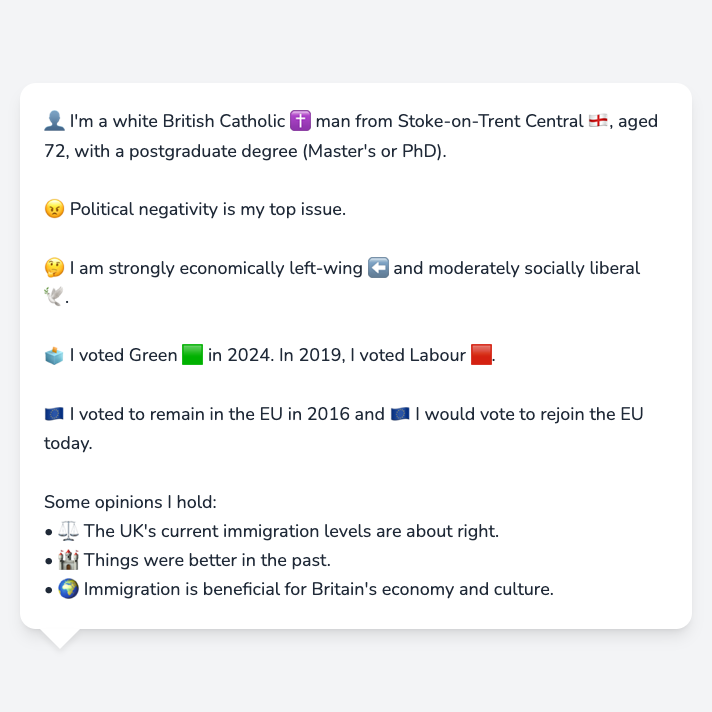 👤 I'm a white British Catholic ✝️ man from Stoke-on-Trent Central 🏴󠁧󠁢󠁥󠁮󠁧󠁿, aged
72, with a postgraduate degree (Master's or PhD).
😠 Political negativity is my top issue.
🤔 I am strongly economically left-wing ⬅️ and moderately socially liberal
🕊️.
🗳️ I voted Green 🟩 in 2024. In 2019, I voted Labour 🟥.
🇪🇺 I voted to remain in the EU in 2016 and 🇪🇺 I would vote to rejoin the EU
today.
Some opinions I hold:
• ⚖️ The UK's current immigration levels are about right.
• 🏰 Things were better in the past.
• 🌍 Immigration is beneficial for Britain's economy and culture.